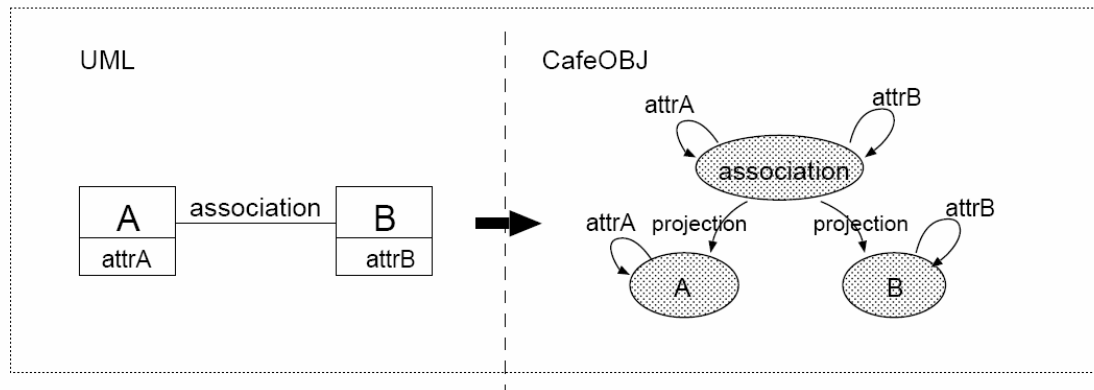 UML
A
association
B
attrA
attrB
CafeOBJ
attrA
attrB
association
projection
projection
attrA
attrB
A
B